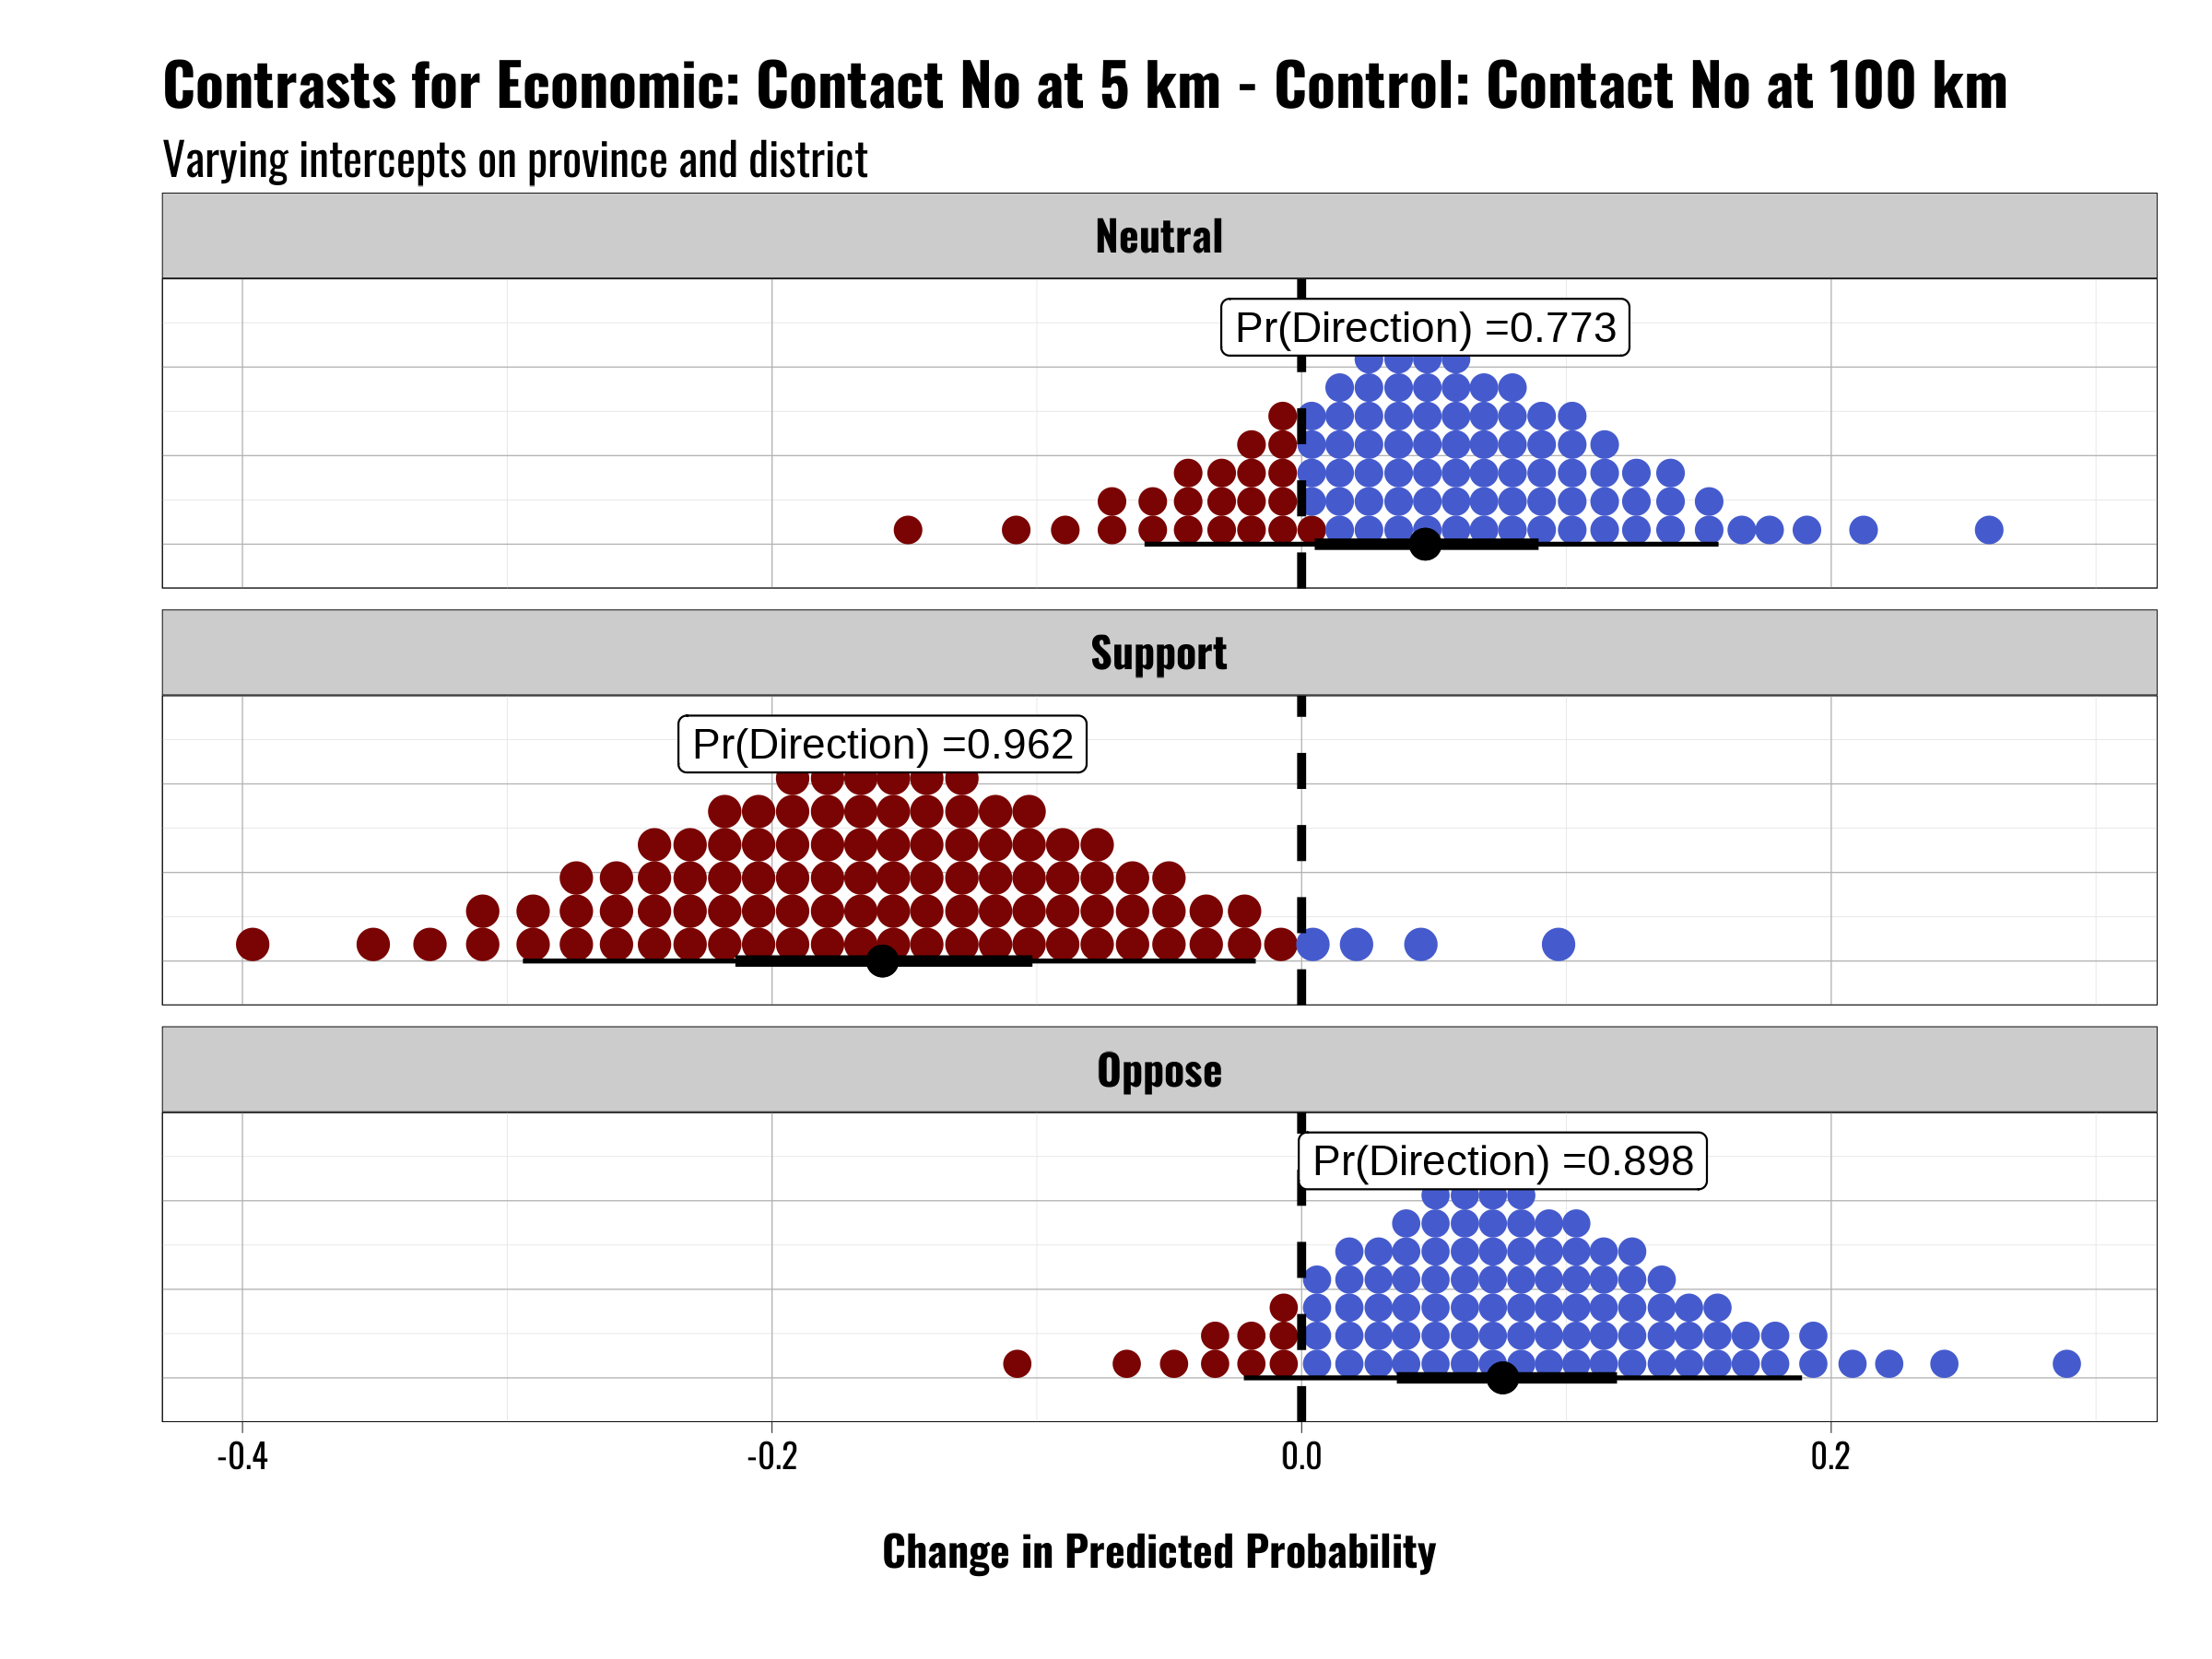 Contrasts for Economic: Contact No at 5 km - Control: Contact No at 100 km
Varying intercepts on province and district
Neutral
Pr(Direction) =0.773
Support
Pr(Direction) =0.962
Oppose
Pr(Direction) =0.898
-0.4 -0.2 0.0 0.2
Change in Predicted Probability